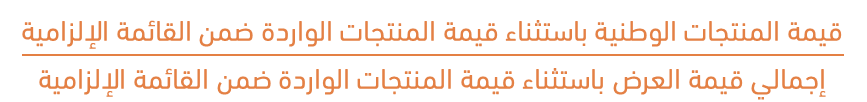 قيمة المنتجات الوطنية باستثناء قيمة المنتجات الواردة ضمن القائمة الإلزامية
إجمالي قيمة العرض باستثناء قيمة المنتجات الواردة ضمن القائمة الإلزامية